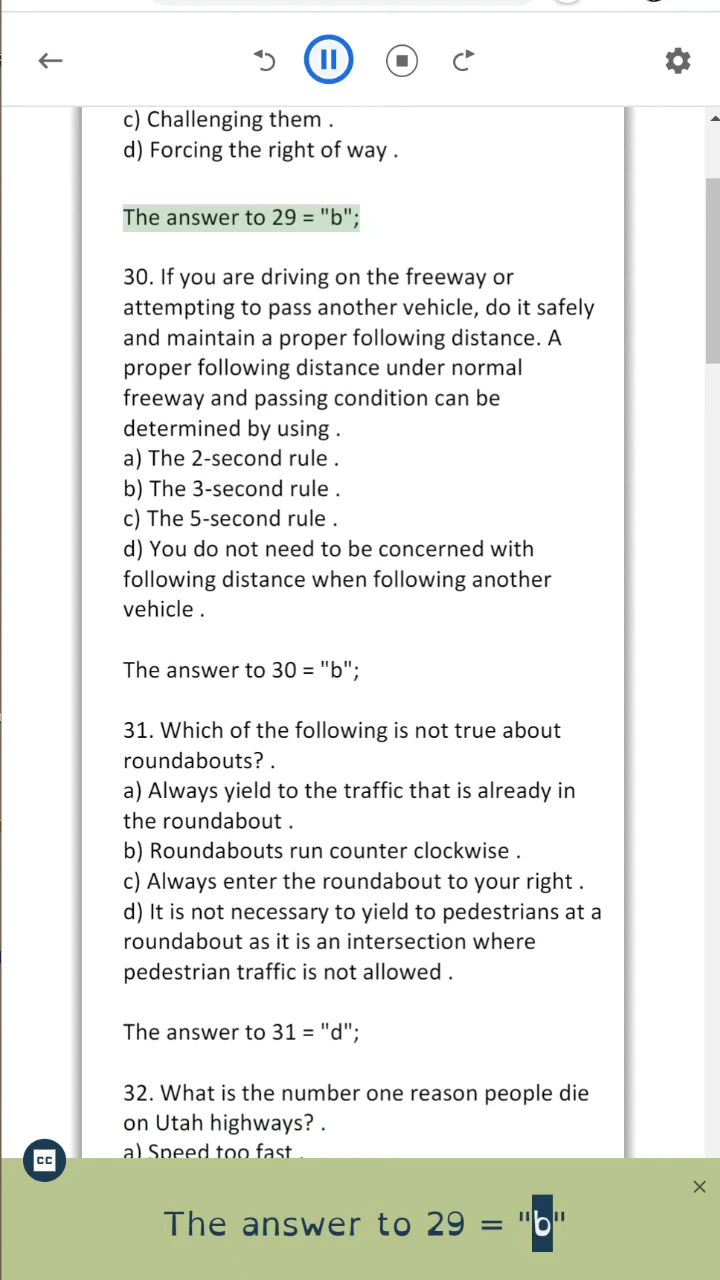 c) Challenging them .
d) Forcing the right of way .
The answer to 29 = "b";
30. If you are driving on the freeway or
attempting to pass another vehicle, do it safely
and maintain a proper following distance. A
proper following distance under normal
freeway and passing condition can be
determined by using .
a) The 2-second rule .
b) The 3-second rule .
c) The 5-second rule .
d) You do not need to be concerned with
following distance when following another
vehicle .
The answer to 30 = "b";
31. Which of the following is not true about
roundabouts? .
a) Always yield to the traffic that is already in
the roundabout .
b) Roundabouts run counter clockwise .
c) Always enter the roundabout to your right .
d) It is not necessary to yield to pedestrians at a
roundabout as it is an intersection where
pedestrian traffic is not allowed .
The answer to 31 = "d";
32. What is the number one reason people die
on Utah highways? .
a) Speed too fast .
CC
The answer to 29 = "b"